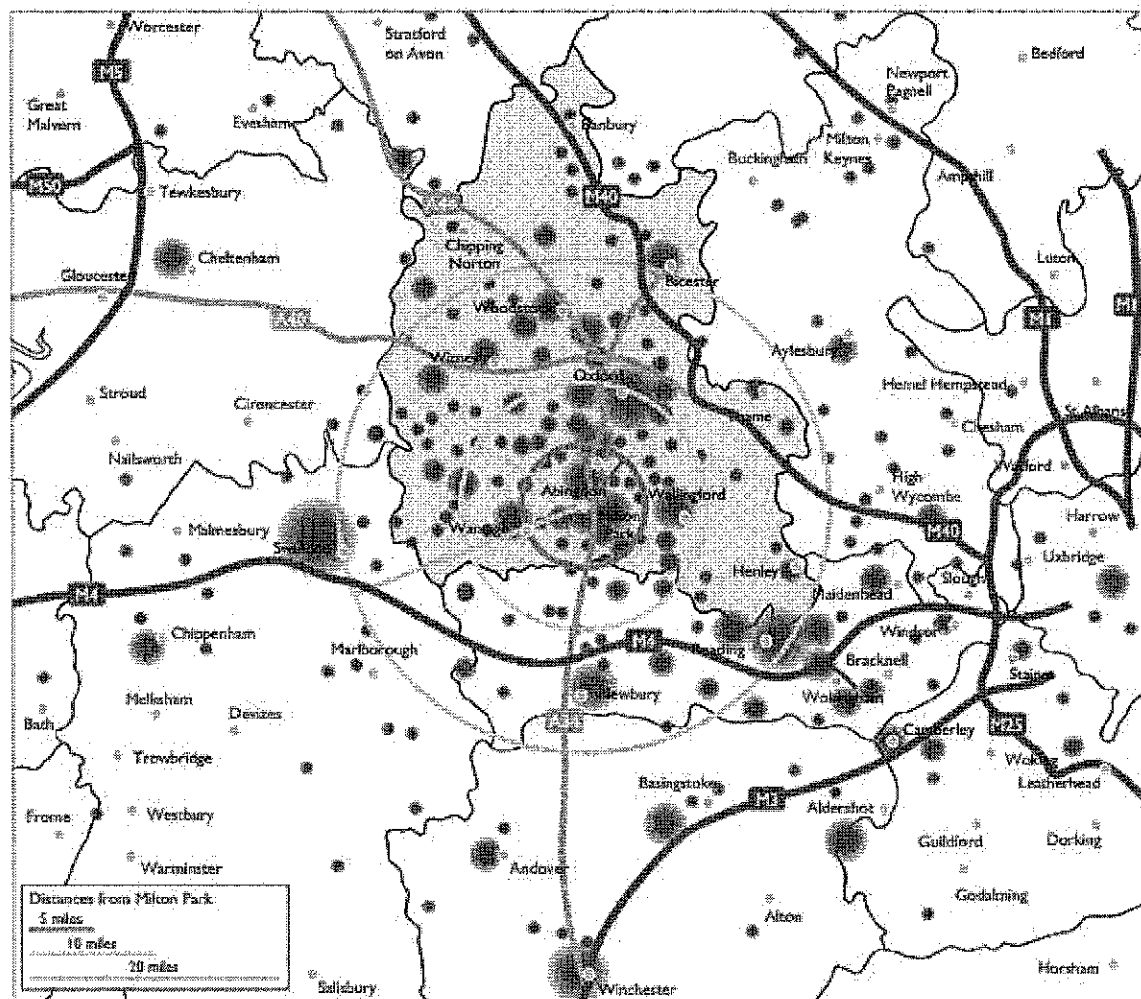 Worcester
Stratford
on Avon
Bedford
M5
Newport
Pagnell
Great
Malvern
Evesham
Banbury
Milton
Keynes
Buckingham
Ampthill
M50
Tewkesbury
M40
Chipping
Norton
Cheltenham
Luton
Gloucester
Bicester
Woodstock
A40
M1
Witney
Aylesbury
Oxford
Hemel Hempstead
Stroud
Cirencester
St. Albans
Thame
Chesham
Nailsworth
Watford
High
Wycombe
Abingdon
Wallingford
Malmesbury
Harrow
Milton
Park
Swindon
M40
Uxbridge
Henley
Slough
M4
Maidenhead
Chippenham
Windsor
M4
Reading
Marlborough
Bracknell
Staines
Melksham
Newbury
Wokingham
Bath
Devizes
Camberley
M25
Trowbridge
Woking
Leatherhead
Basingstoke
M3
Aldershot
Westbury
Frome
Guildford
Dorking
Warminster
Andover
Godalming
Distances from Milton Park
5 miles
10 miles
20 miles
Alton
Horsham
Salisbury
Winchester